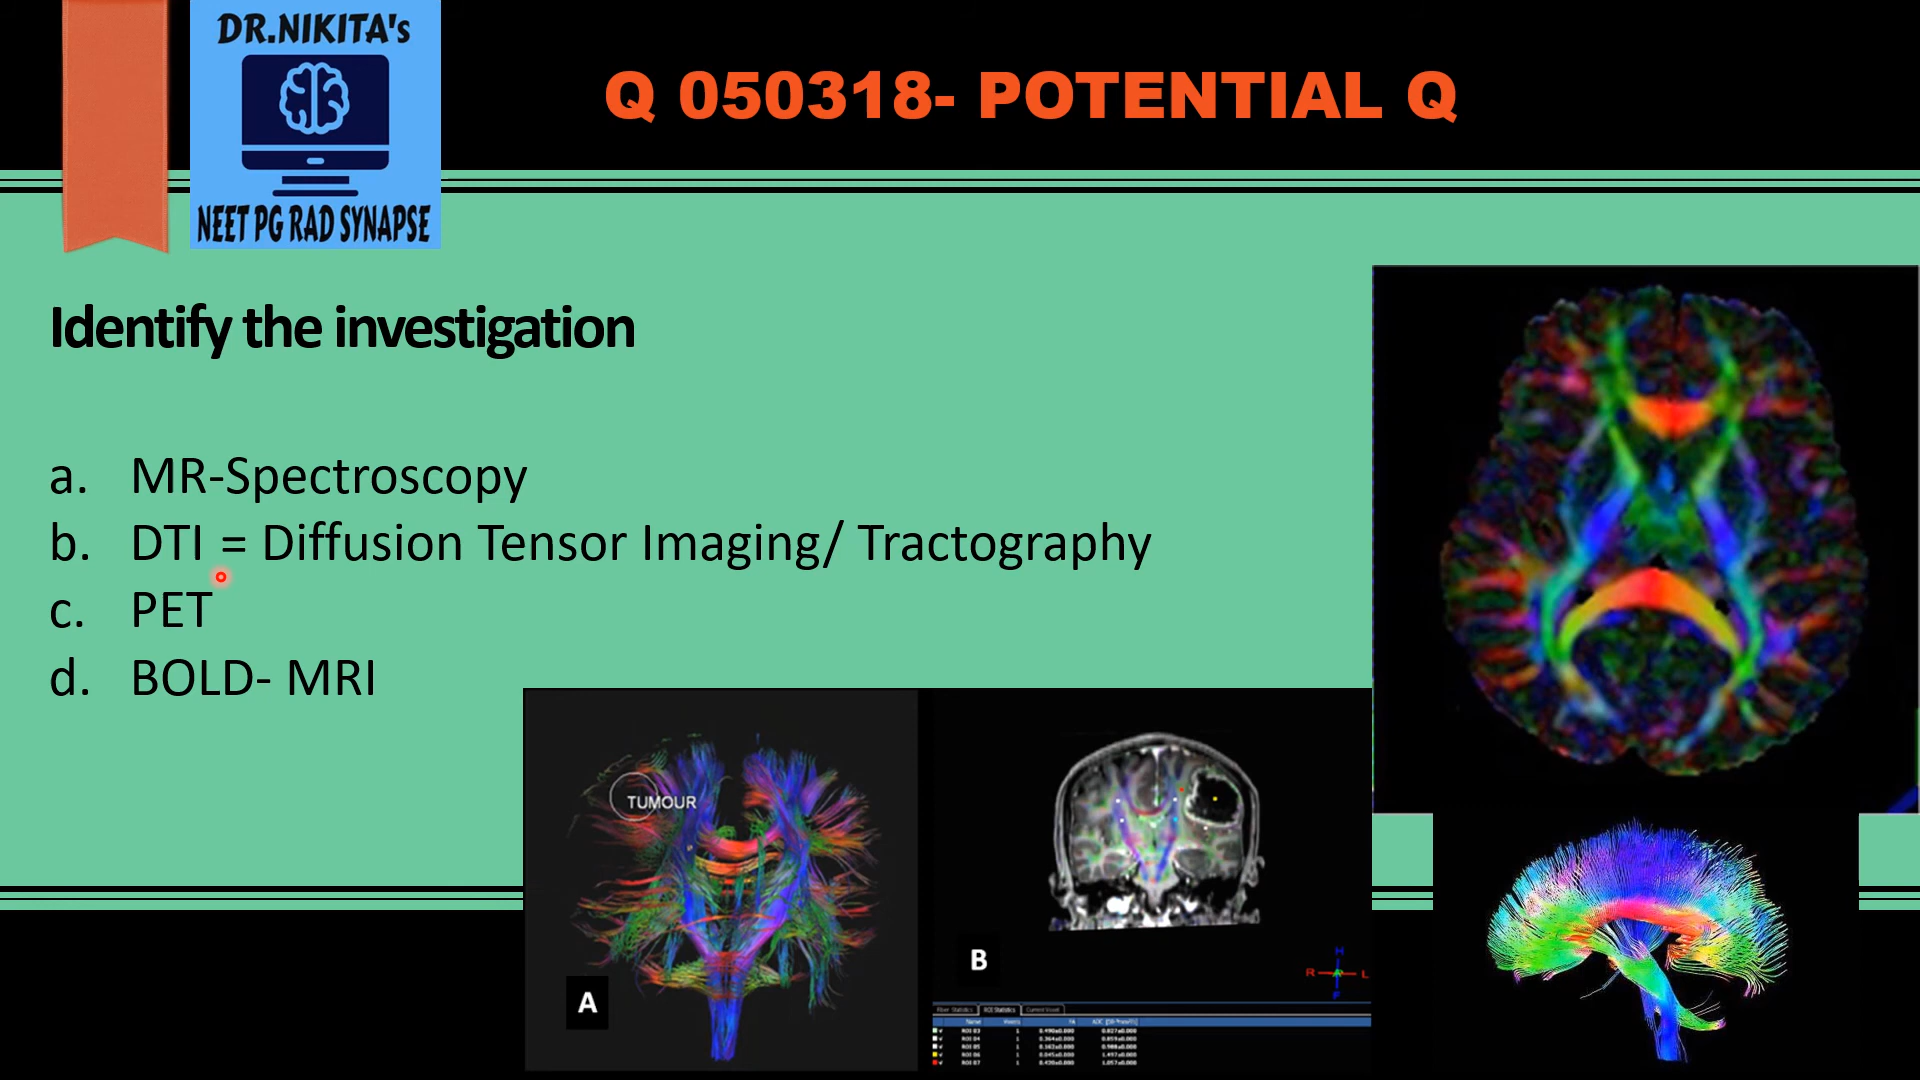 DR.NIKITA's
NEET PG RAD SYNAPSE
Q 050318- POTENTIAL Q
Identify the investigation
a. MR-Spectroscopy
b. DTI = Diffusion Tensor Imaging/ Tractography
c. PET
d. BOLD- MRI
TUMOUR
A
B
H
R L
F